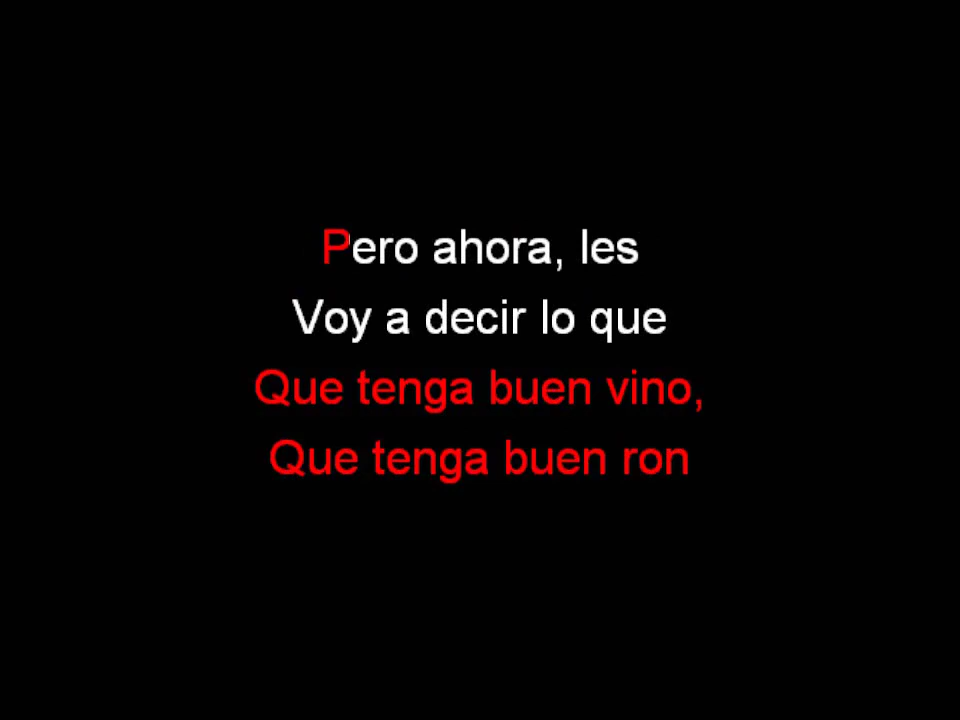 Pero ahora, les
Voy a decir lo que
Que tenga buen vino,
Que tenga buen ron